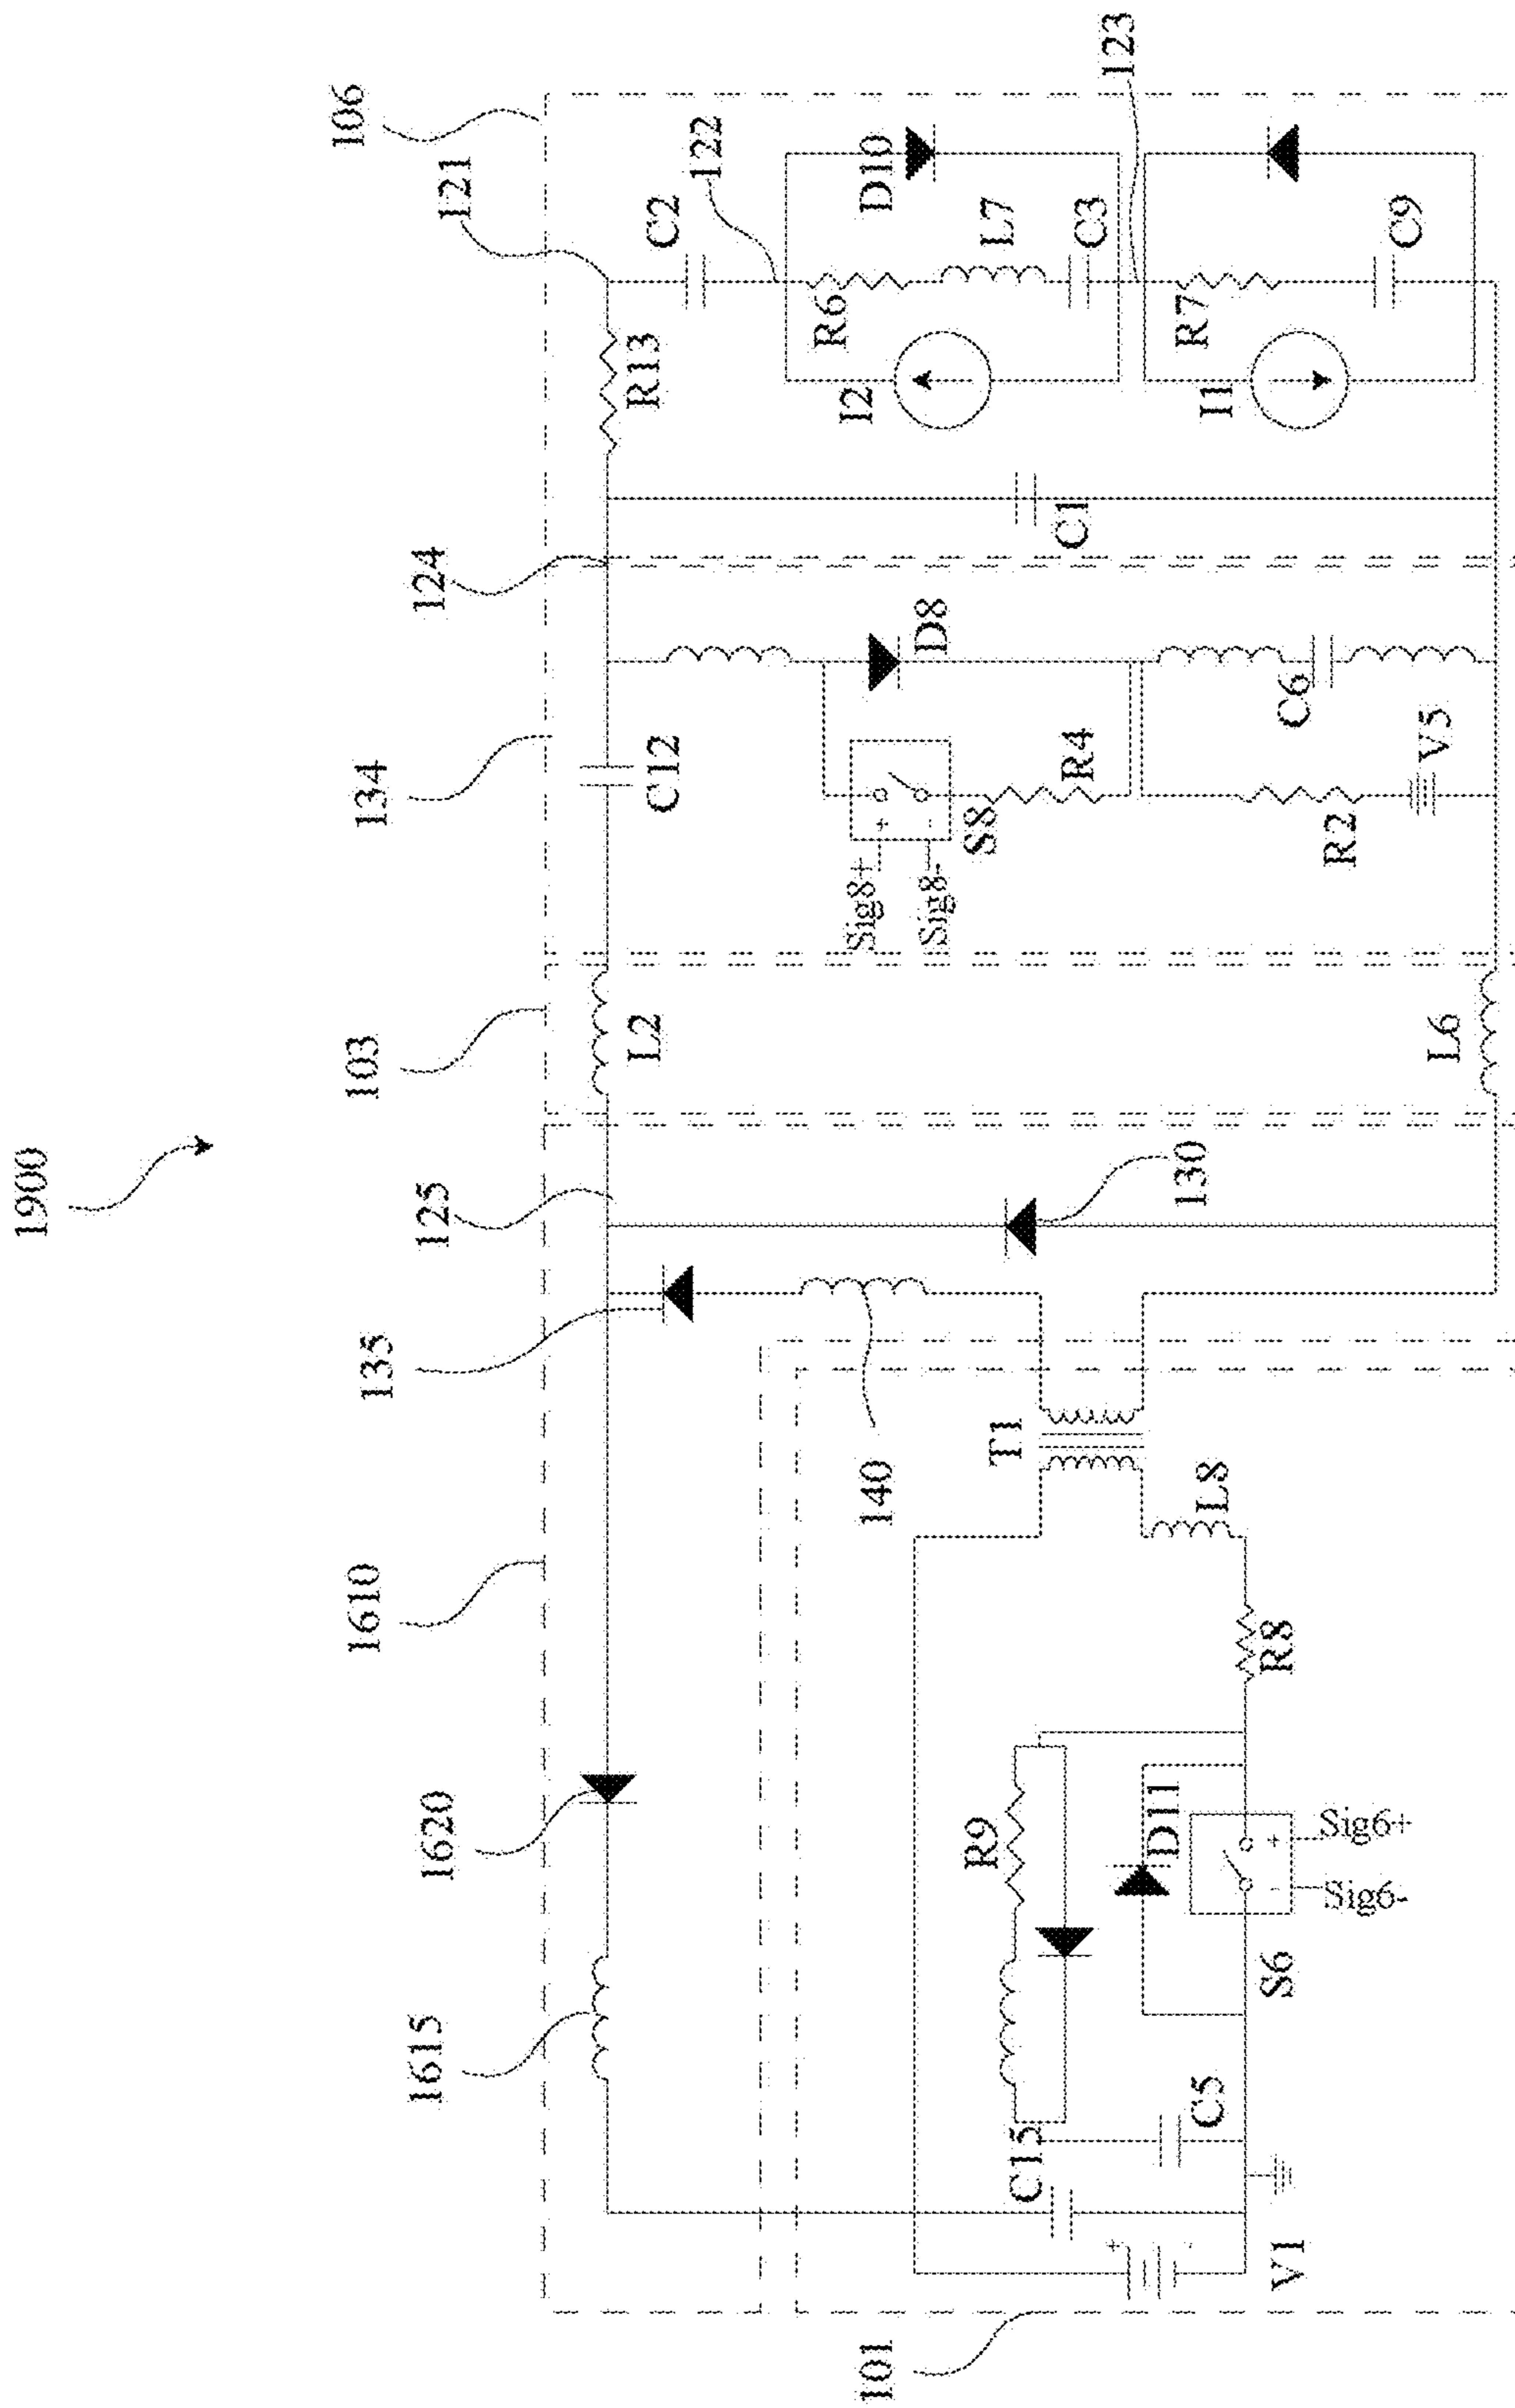 1900
106
121
122
123
124
134
103
125
135
1610
1620
1615
101
130
140
C2
D10
R13
R6
L7
C3
I2
R7
C9
I1
C1
C12
D8
Sig8+
Sig8-
+
-
S8
R4
C6
R2
V5
L2
L6
T1
L8
R8
R9
D11
Sig6+
Sig6-
+
-
S6
C15
C5
+
-
V1